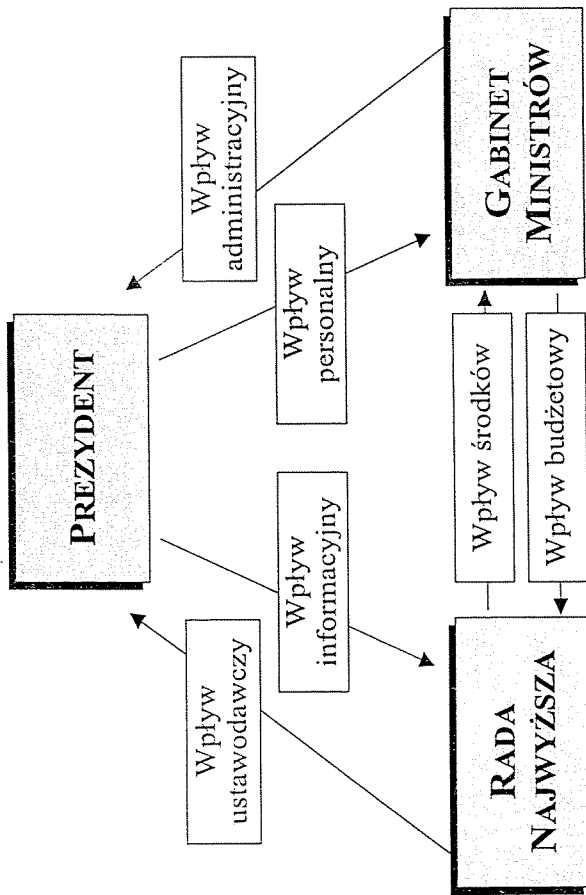 PREZYDENT
Wpływ
ustawodawczy
Wpływ
administracyjny
Wpływ
informacyjny
Wpływ
personalny
RADA
NAJWYŻSZA
Wpływ środków
Wpływ budżetowy
GABINET
MINISTRÓW